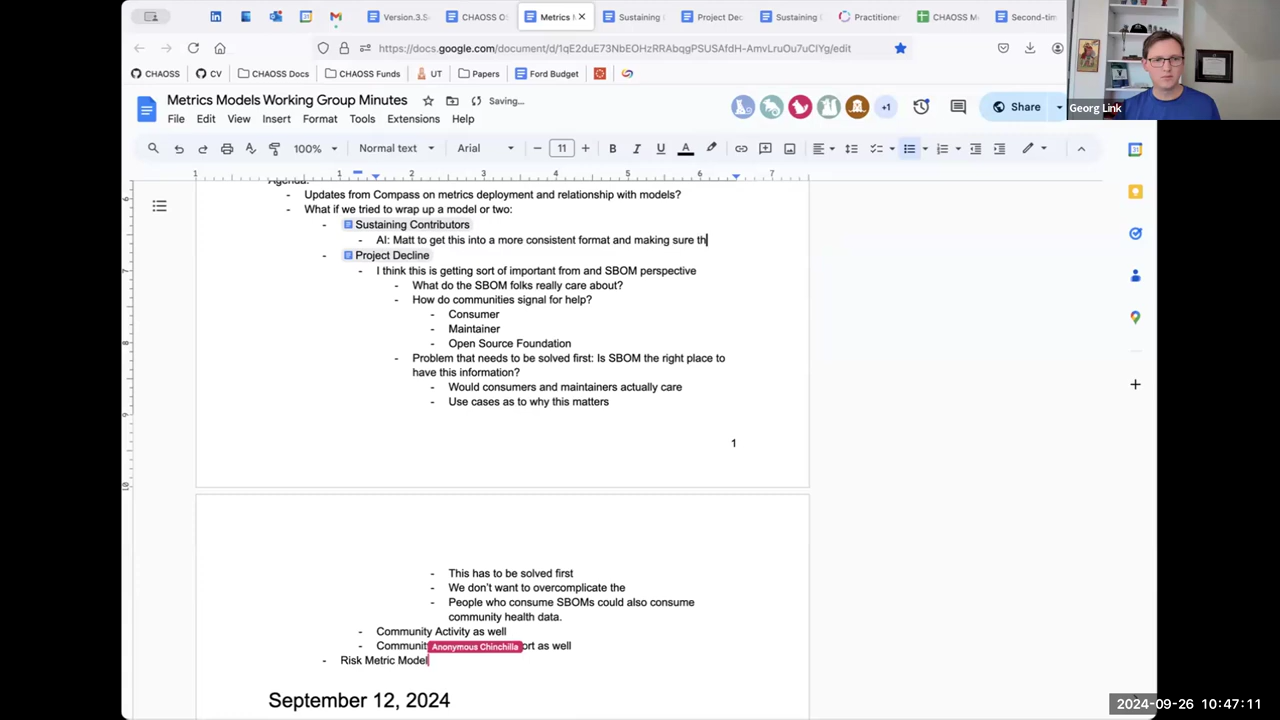 Version.3.5
CHAOSS O
Metrics M
Sustaining
Project Dec
Sustaining
Practitioner
CHAOSS M
Second-tim
https://docs.google.com/document/d/1qE2duE73NbEOHzRRAbqgPSUSAfdH-AmvLruOu7uCIYg/edit
CHAOSS
CV
CHAOSS Docs
CHAOSS Funds
UT
Papers
Ford Budget
Georg Link
Metrics Models Working Group Minutes
Saving...
+1
Share
File Edit View Insert Format Tools Extensions Help
100% Normal text Arial 11
Agenda:
- Updates from Compass on metrics deployment and relationship with models?
- What if we tried to wrap up a model or two:
- Sustaining Contributors
- AI: Matt to get this into a more consistent format and making sure th
- Project Decline
- I think this is getting sort of important from and SBOM perspective
- What do the SBOM folks really care about?
- How do communities signal for help?
- Consumer
- Maintainer
- Open Source Foundation
- Problem that needs to be solved first: Is SBOM the right place to
have this information?
- Would consumers and maintainers actually care
- Use cases as to why this matters
1
- This has to be solved first
- We don't want to overcomplicate the
- People who consume SBOMs could also consume
community health data.
- Community Activity as well
- Communit Anonymous Chinchilla ort as well
- Risk Metric Model
September 12, 2024
2024-09-26 10:47:11